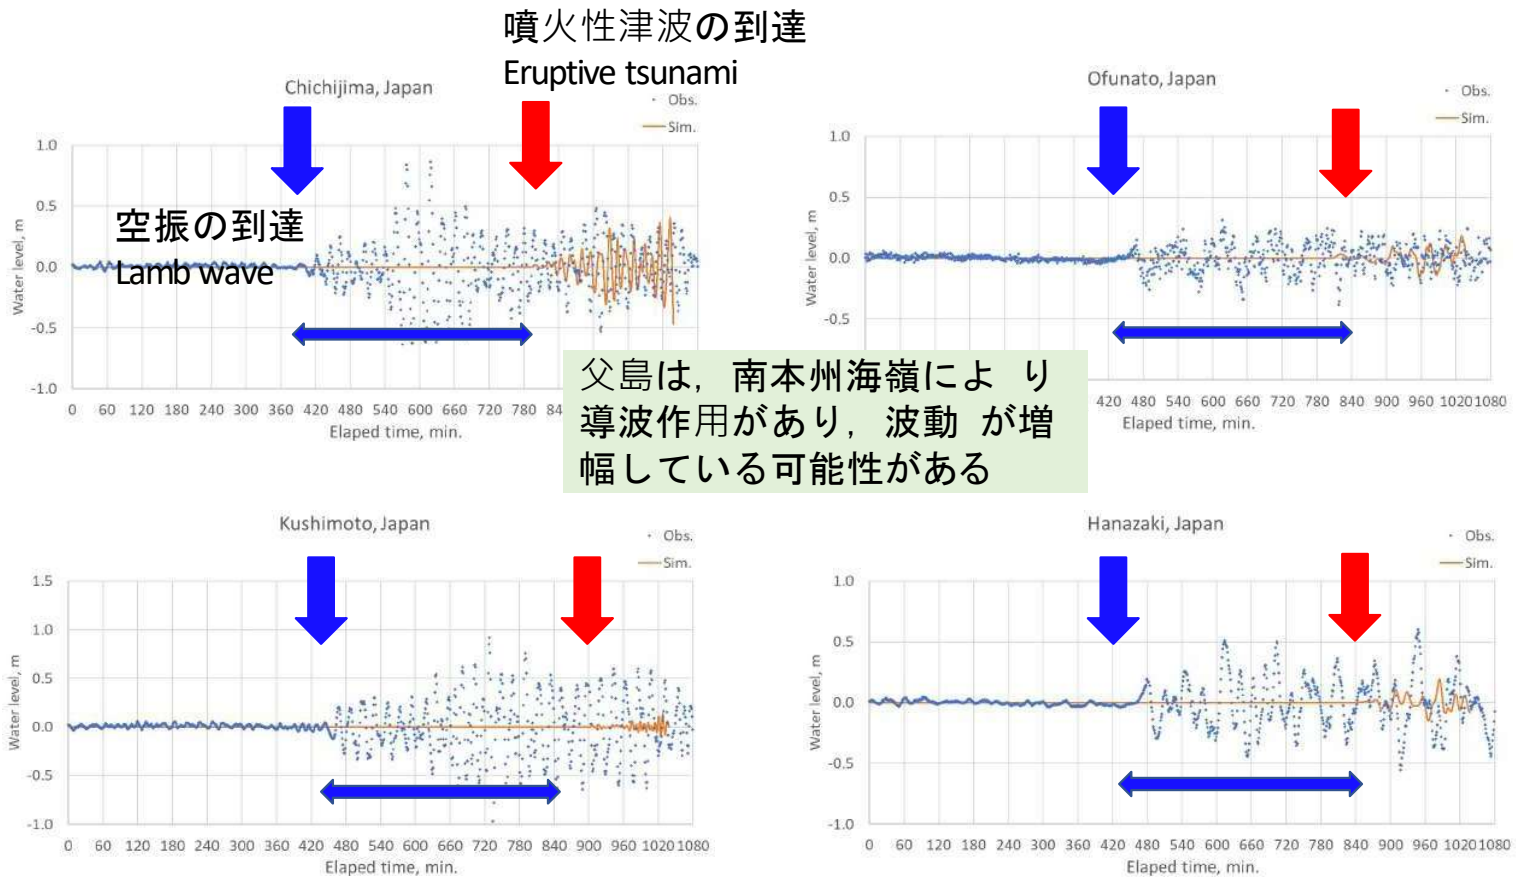 噴火性津波の到達
Eruptive tsunami
Chichijima, Japan
Obs.
Sim.
空振の到達
Lamb wave
Water level, m
1.0
0.5
0.0
-0.5
-1.0
0 60 120 180 240 300 360 420 480 540 600 660 720 780 84
Elaped time, min.
Ofunato, Japan
Obs.
Sim.
Water level, m
1.0
0.5
0.0
-0.5
420 480 540 600 660 720 780 840 900 960 1020 1080
Elaped time, min.
父島は，南本州海嶺によ り
導波作用があり，波動 が増
幅している可能性がある
Kushimoto, Japan
Obs.
Sim.
Water level, m
1.5
1.0
0.5
0.0
-0.5
-1.0
0 60 120 180 240 300 360 420 480 540 600 660 720 780 840 900 960 1020 1080
Elaped time, min.
Hanazaki, Japan
Obs.
Sim.
Water level, m
1.0
0.5
0.0
-0.5
-1.0
0 60 120 180 240 300 360 420 480 540 600 660 720 780 840 900 960 1020 1080
Elaped time, min.